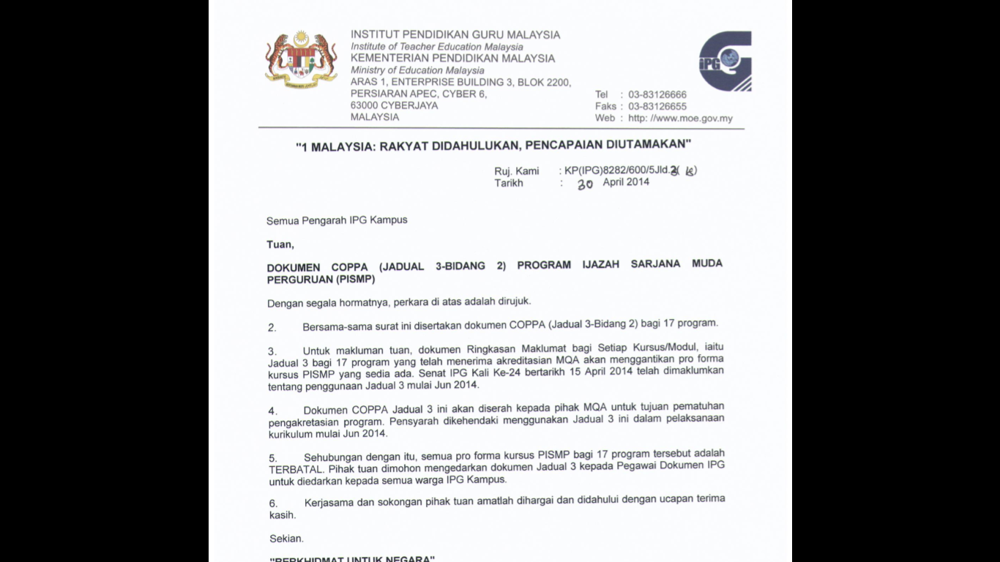 INSTITUT PENDIDIKAN GURU MALAYSIA
Institute of Teacher Education Malaysia
KEMENTERIAN PENDIDIKAN MALAYSIA
Ministry of Education Malaysia
ARAS 1, ENTERPRISE BUILDING 3, BLOK 2200,
PERSIARAN APEC, CYBER 6,
63000 CYBERJAYA
MALAYSIA
iPG
Tel : 03-83126666
Faks : 03-83126655
Web : http: //www.moe.gov.my
"1 MALAYSIA: RAKYAT DIDAHULUKAN, PENCAPAIAN DIUTAMAKAN"
Ruj. Kami : KP(IPG)8282/600/5Jld.
Tarikh : 30 April 2014
Semua Pengarah IPG Kampus
Tuan,
DOKUMEN COPPA (JADUAL 3-BIDANG 2) PROGRAM IJAZAH SARJANA MUDA
PERGURUAN (PISMP)
Dengan segala hormatnya, perkara di atas adalah dirujuk.
2. Bersama-sama surat ini disertakan dokumen COPPA (Jadual 3-Bidang 2) bagi 17 program.
3. Untuk makluman tuan, dokumen Ringkasan Maklumat bagi Setiap Kursus/Modul, iaitu
Jadual 3 bagi 17 program yang telah menerima akreditasian MQA akan menggantikan pro forma
kursus PISMP yang sedia ada. Senat IPG Kali Ke-24 bertarikh 15 April 2014 telah dimaklumkan
tentang penggunaan Jadual 3 mulai Jun 2014.
4. Dokumen COPPA Jadual 3 ini akan diserah kepada pihak MQA untuk tujuan pematuhan
pengakretasian program. Pensyarah dikehendaki menggunakan Jadual 3 ini dalam pelaksanaan
kurikulum mulai Jun 2014.
5. Sehubungan dengan itu, semua pro forma kursus PISMP bagi 17 program tersebut adalah
TERBATAL. Pihak tuan dimohon mengedarkan dokumen Jadual 3 kepada Pegawai Dokumen IPG
untuk diedarkan kepada semua warga IPG Kampus.
6. Kerjasama dan sokongan pihak tuan amatlah dihargai dan didahului dengan ucapan terima
kasih.
Sekian.
"BERKHIDMAT UNTUK NEGARA"